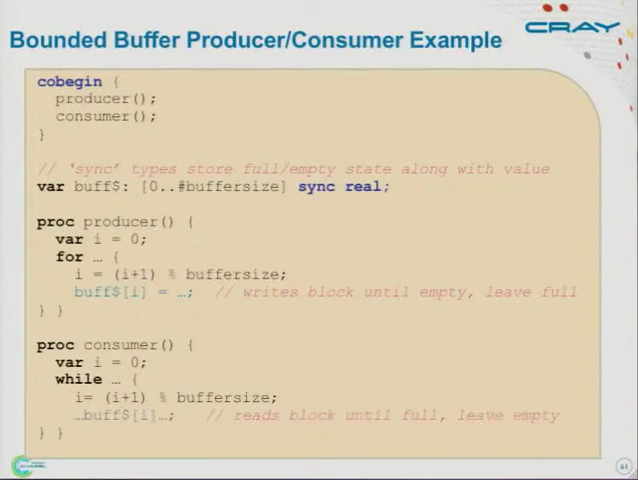 CRAY
Bounded Buffer Producer/Consumer Example
cobegin {
producer();
consumer();
}
// 'sync' types store full/empty state along with value
var buff$: [0..#buffersize] sync real;
proc producer() {
var i = 0;
for … {
i = (i+1) % buffersize;
buff$[i] = …; // writes block until empty, leave full
} }
proc consumer() {
var i = 0;
while … {
i= (i+1) % buffersize;
…buff$[i]…; // reads block until full, leave empty
} }